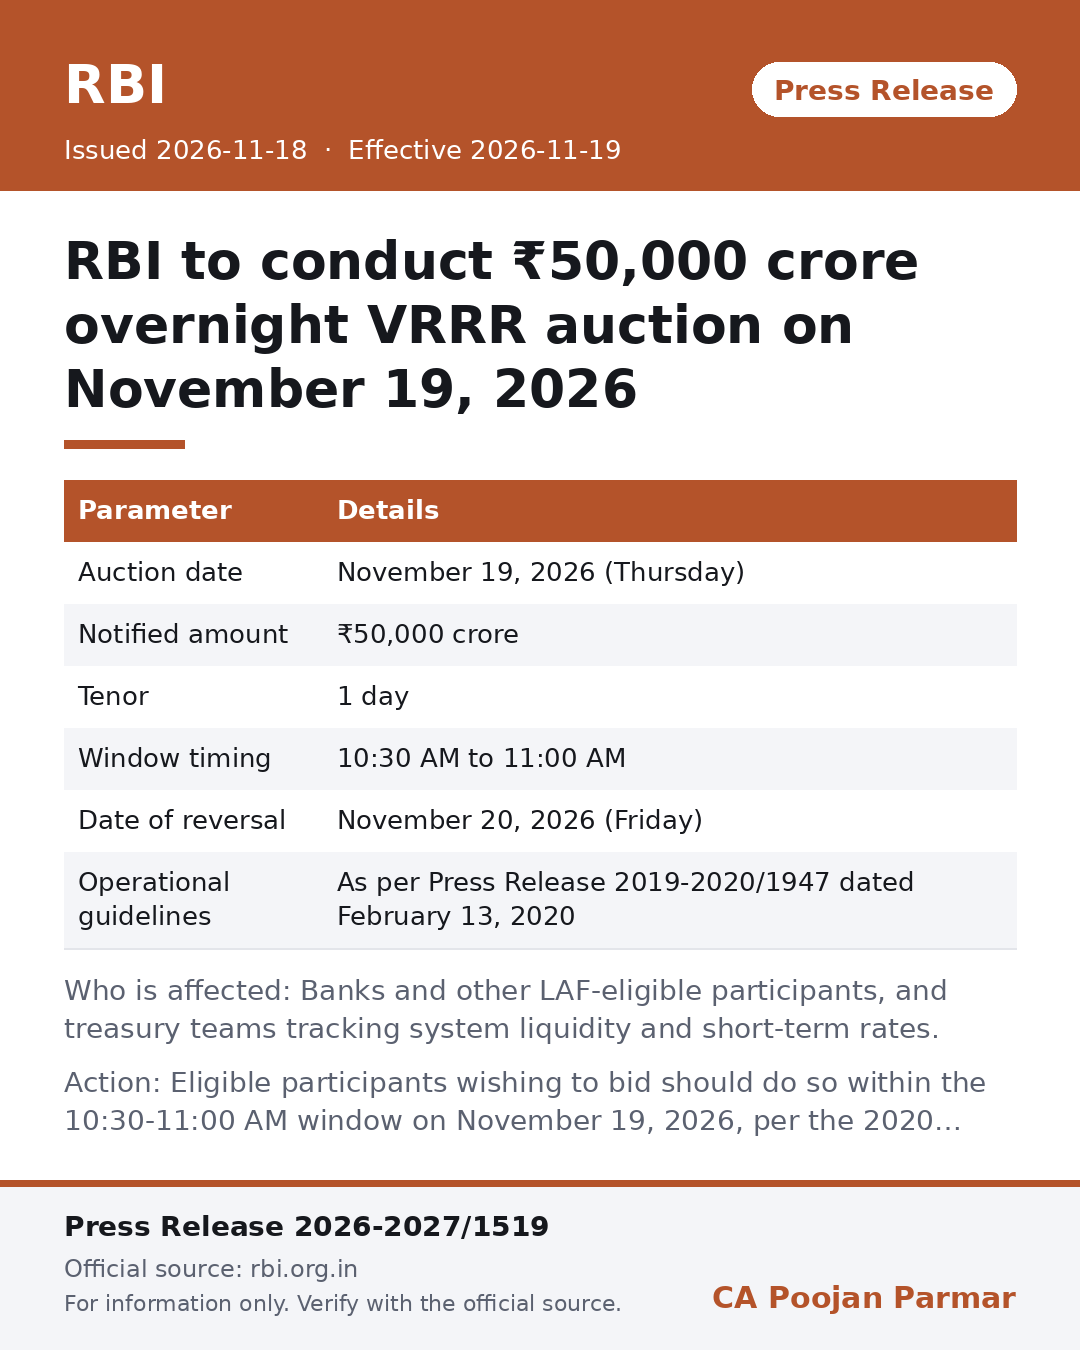 RBI
Press Release
Issued 2026-11-18 · Effective 2026-11-19
RBI to conduct ₹50,000 crore
overnight VRRR auction on
November 19, 2026
Parameter Details
Auction date November 19, 2026 (Thursday)
Notified amount ₹50,000 crore
Tenor 1 day
Window timing 10:30 AM to 11:00 AM
Date of reversal November 20, 2026 (Friday)
Operational As per Press Release 2019-2020/1947 dated
guidelines February 13, 2020
Who is affected: Banks and other LAF-eligible participants, and
treasury teams tracking system liquidity and short-term rates.
Action: Eligible participants wishing to bid should do so within the
10:30-11:00 AM window on November 19, 2026, per the 2020…
Press Release 2026-2027/1519
Official source: rbi.org.in
For information only. Verify with the official source.
CA Poojan Parmar